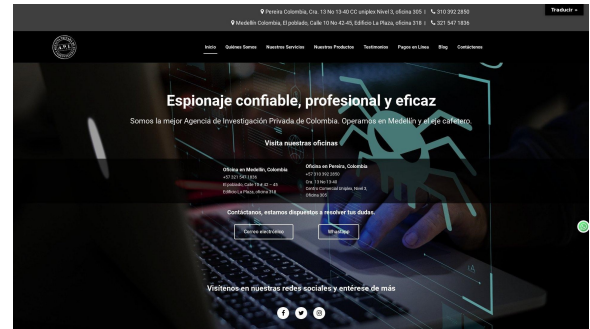 Pereira Colombia, Cra. 13 No 13-40 CC uniplex Nivel 3, oficina 305 | 310 392 2850
Traducir
Medellín Colombia, El poblado, Calle 10 No 42-45, Edificio La Plaza, oficina 318 | 321 547 1836
Inicio Quiénes Somos Nuestros Servicios Nuestros Productos Testimonios Pagos en Línea Blog Contáctenos
Espionaje confiable, profesional y eficaz
Somos la mejor Agencia de Investigación Privada de Colombia. Operamos en Medellín y el eje cafetero.
Visita nuestras oficinas
Oficina en Medellín, Colombia
+57 321 547 1836
El poblado, Calle 10 # 42 – 45
Edificio La Plaza, oficina 318
Oficina en Pereira, Colombia
+57 310 392 2850
Cra. 13 No 13-40
Centro Comercial Uniplex, Nivel 3,
Oficina 305
Contáctanos, estamos dispuestos a resolver tus dudas.
Correo electrónico WhatsApp
Visítenos en nuestras redes sociales y entérese de más